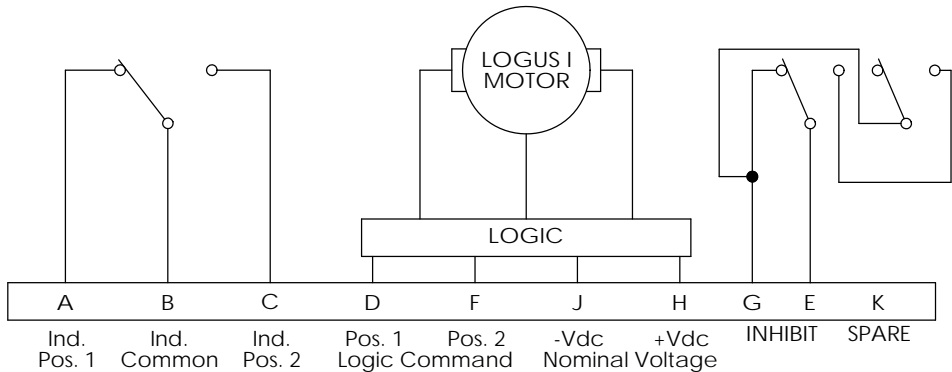 LOGUS I
MOTOR
LOGIC
A B C D F J H G E K
Ind. Ind. Ind. Pos. 1 Pos. 2 -Vdc +Vdc INHIBIT SPARE
Pos. 1 Common Pos. 2 Logic Command Nominal Voltage